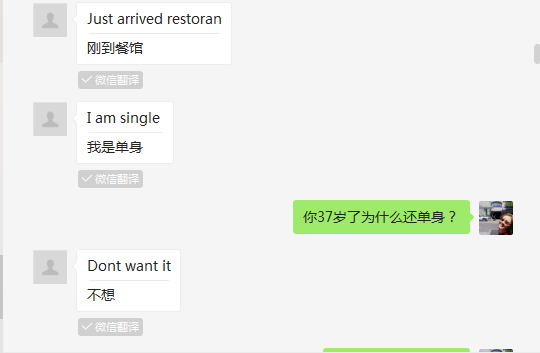 Just arrived restoran
刚到餐馆
微信翻译
I am single
我是单身
微信翻译
你37岁了为什么还单身？
Dont want it
不想
微信翻译